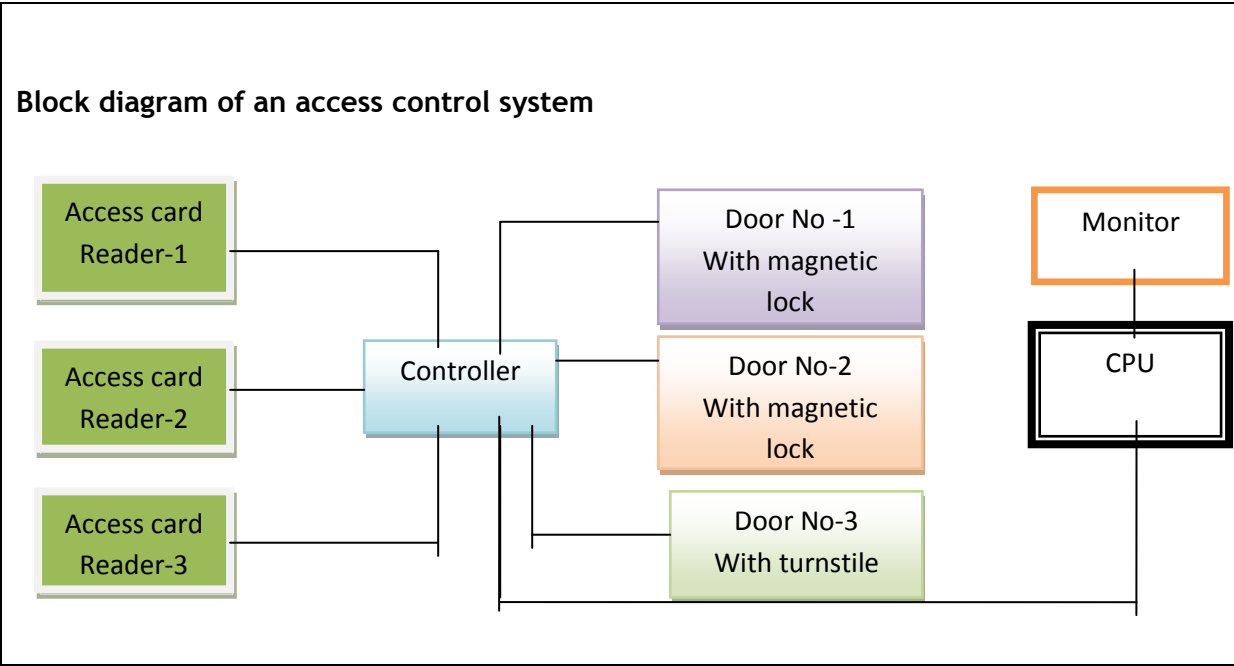 Block diagram of an access control system
Access card
Reader-1
Access card
Reader-2
Access card
Reader-3
Controller
Door No -1
With magnetic
lock
Door No-2
With magnetic
lock
Door No-3
With turnstile
Monitor
CPU